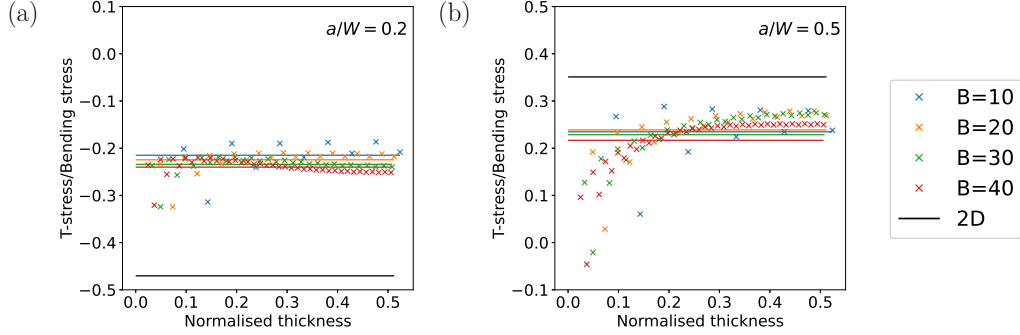 (a)
a/W = 0.2
T-stress/Bending stress
0.1
0.0
−0.1
−0.2
−0.3
−0.4
−0.5
0.0 0.1 0.2 0.3 0.4 0.5
Normalised thickness
(b)
a/W = 0.5
T-stress/Bending stress
0.5
0.4
0.3
0.2
0.1
0.0
−0.1
0.0 0.1 0.2 0.3 0.4 0.5
Normalised thickness
B=10
B=20
B=30
B=40
2D